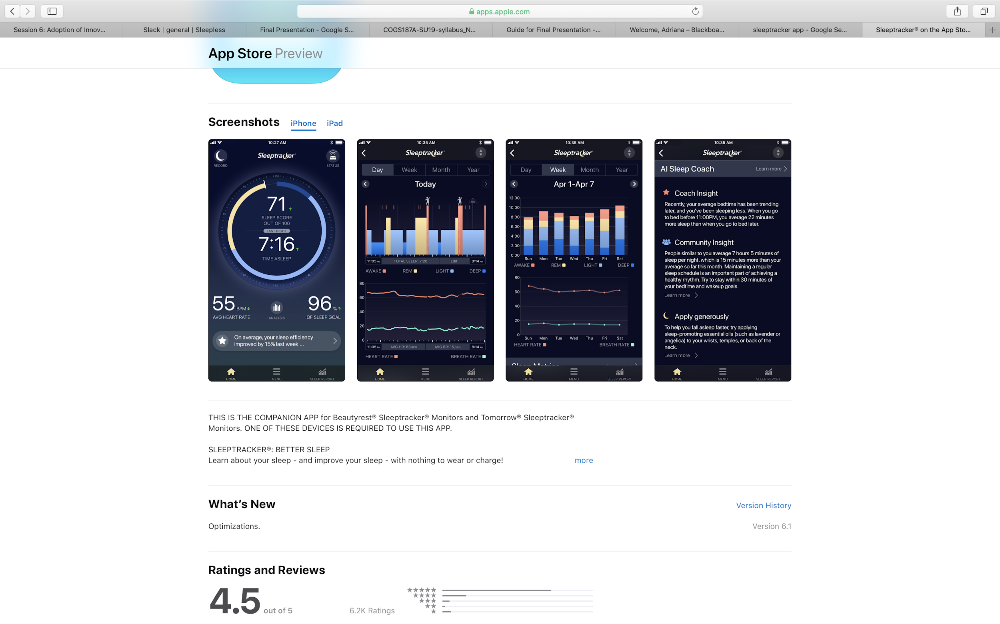 apps.apple.com
Session 6: Adoption of Innov...
Slack | general | Sleepless
Final Presentation - Google S...
COGS187A-SU19-syllabus_N...
Guide for Final Presentation -...
Welcome, Adriana – Blackboa...
sleeptracker app - Google Se...
Sleeptracker® on the App Sto...
App Store Preview
Screenshots
iPhone
iPad
10:27 AM
Sleeptracker®
RECORD
STATUS
100
10
20
30
40
50
60
70
80
90
71
SLEEP SCORE
OUT OF 100
LAST NIGHT
7:16
TIME ASLEEP
55 BPM
AVG HEART RATE
ANALYSIS
96 %
OF SLEEP GOAL
On average, your sleep efficiency
improved by 15% last week ...
HOME
MENU
SLEEP REPORT
10:35 AM
Sleeptracker®
Day
Week
Month
Year
Today
11:05 PM
TOTAL SLEEP: 7:26
Edit
8:14 AM
AWAKE
REM
LIGHT
DEEP
80
60
40
20
0
11:05 PM
AVG HR: 63 BPM
AVG BR: 15 /MIN
8:14 AM
HEART RATE
BREATH RATE
HOME
MENU
SLEEP REPORT
10:35 AM
Sleeptracker®
Day
Week
Month
Year
Apr 1-Apr 7
12:00
10:00
8:00
6:00
4:00
2:00
0:00
Sun Mon Tue Wed Thu Fri Sat
AWAKE
REM
LIGHT
DEEP
80
60
40
20
0
Sun Mon Tue Wed Thu Fri Sat
HEART RATE
BREATH RATE
Sleep Metrics
HOME
MENU
SLEEP REPORT
10:35 AM
Sleeptracker®
AI Sleep Coach
Learn more
Coach Insight
Recently, your average bedtime has been trending
later, and you've been sleeping less. When you go
to bed before 11:00PM, you average 22 minutes
more sleep than when you go to bed later.
Community Insight
People similar to you average 7 hours 5 minutes of
sleep per night, which is 15 minutes more than your
average so far this month. Maintaining a regular
sleep schedule is an important part of achieving a
healthy rhythm. Try to stay within 30 minutes of
your bedtime and wakeup goals.
Learn more
Apply generously
To help you fall asleep faster, try applying
sleep-promoting essential oils (such as lavender or
angelica) to your wrists, temples, or back of the
neck.
Learn more
HOME
MENU
SLEEP REPORT
THIS IS THE COMPANION APP for Beautyrest® Sleeptracker® Monitors and Tomorrow® Sleeptracker®
Monitors. ONE OF THESE DEVICES IS REQUIRED TO USE THIS APP.
SLEEPTRACKER®: BETTER SLEEP
Learn about your sleep - and improve your sleep - with nothing to wear or charge!
more
What's New
Version History
Optimizations.
Version 6.1
Ratings and Reviews
4.5 out of 5
6.2K Ratings